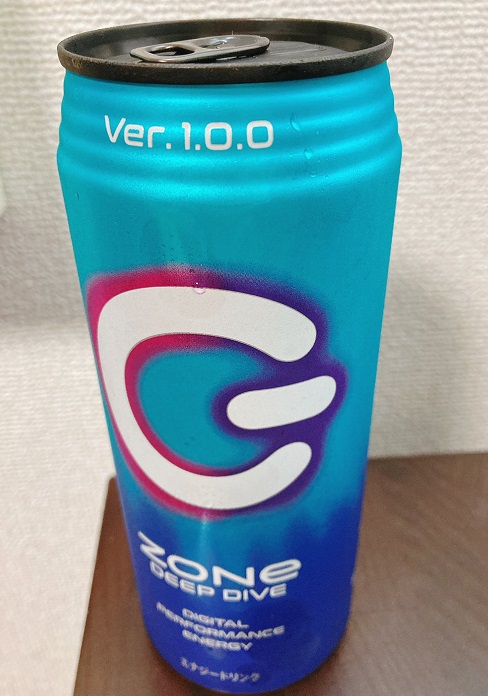 Ver.1.0.0
ZONe
DEEP DIVE
DIGITAL
PERFORMANCE
ENERGY
エナジードリンク